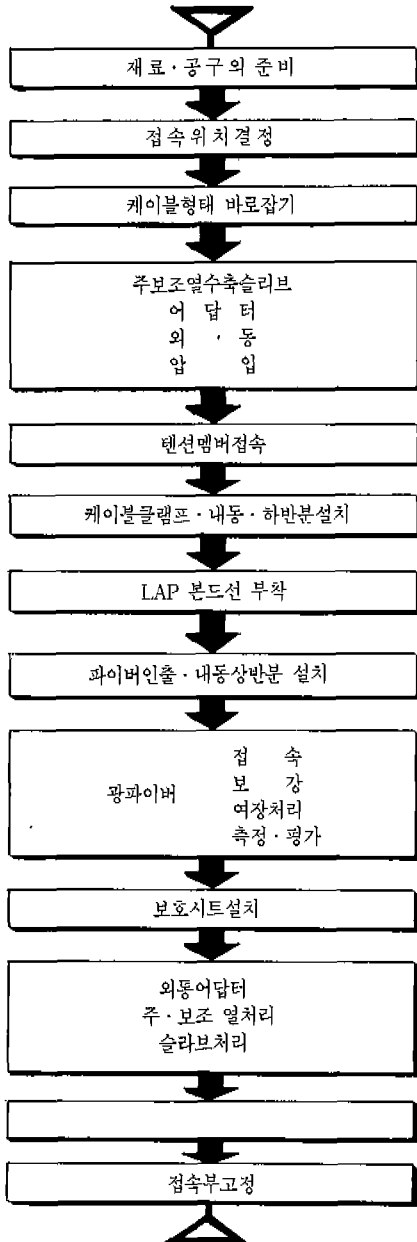 재료·공구의 준비
접속위치결정
케이블형태 바로잡기
주보조열수축슬리브
어 답 터
외 · 동
압 입
텐션멤버접속
케이블클램프·내동·하반분설치
LAP 본드선 부착
파이버인출·내동상반분 설치
광파이버
접 속
보 강
여장처리
측정·평가
보호시트설치
외동어답터
주·보조 열처리
슬라브처리
접속부고정